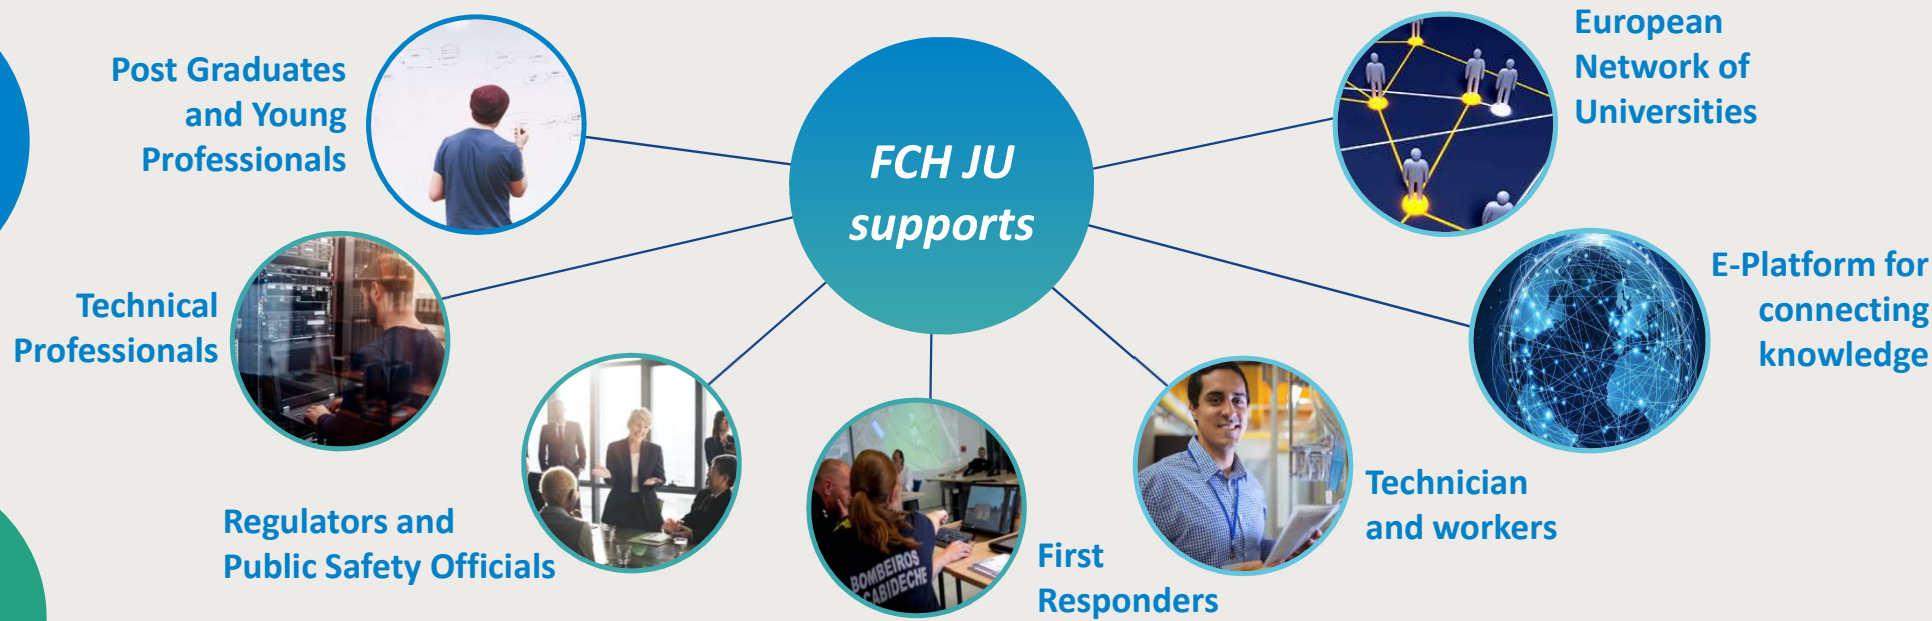 Post Graduates
and Young
Professionals
Technical
Professionals
Regulators and
Public Safety Officials
FCH JU
supports
BOMBEIROS
CABIDECHE
First
Responders
Technician
and workers
European
Network of
Universities
E-Platform for
connecting
knowledge